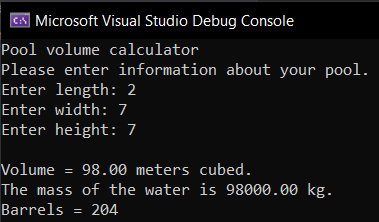 Microsoft Visual Studio Debug Console
Pool volume calculator
Please enter information about your pool.
Enter length: 2
Enter width: 7
Enter height: 7
Volume = 98.00 meters cubed.
The mass of the water is 98000.00 kg.
Barrels = 204